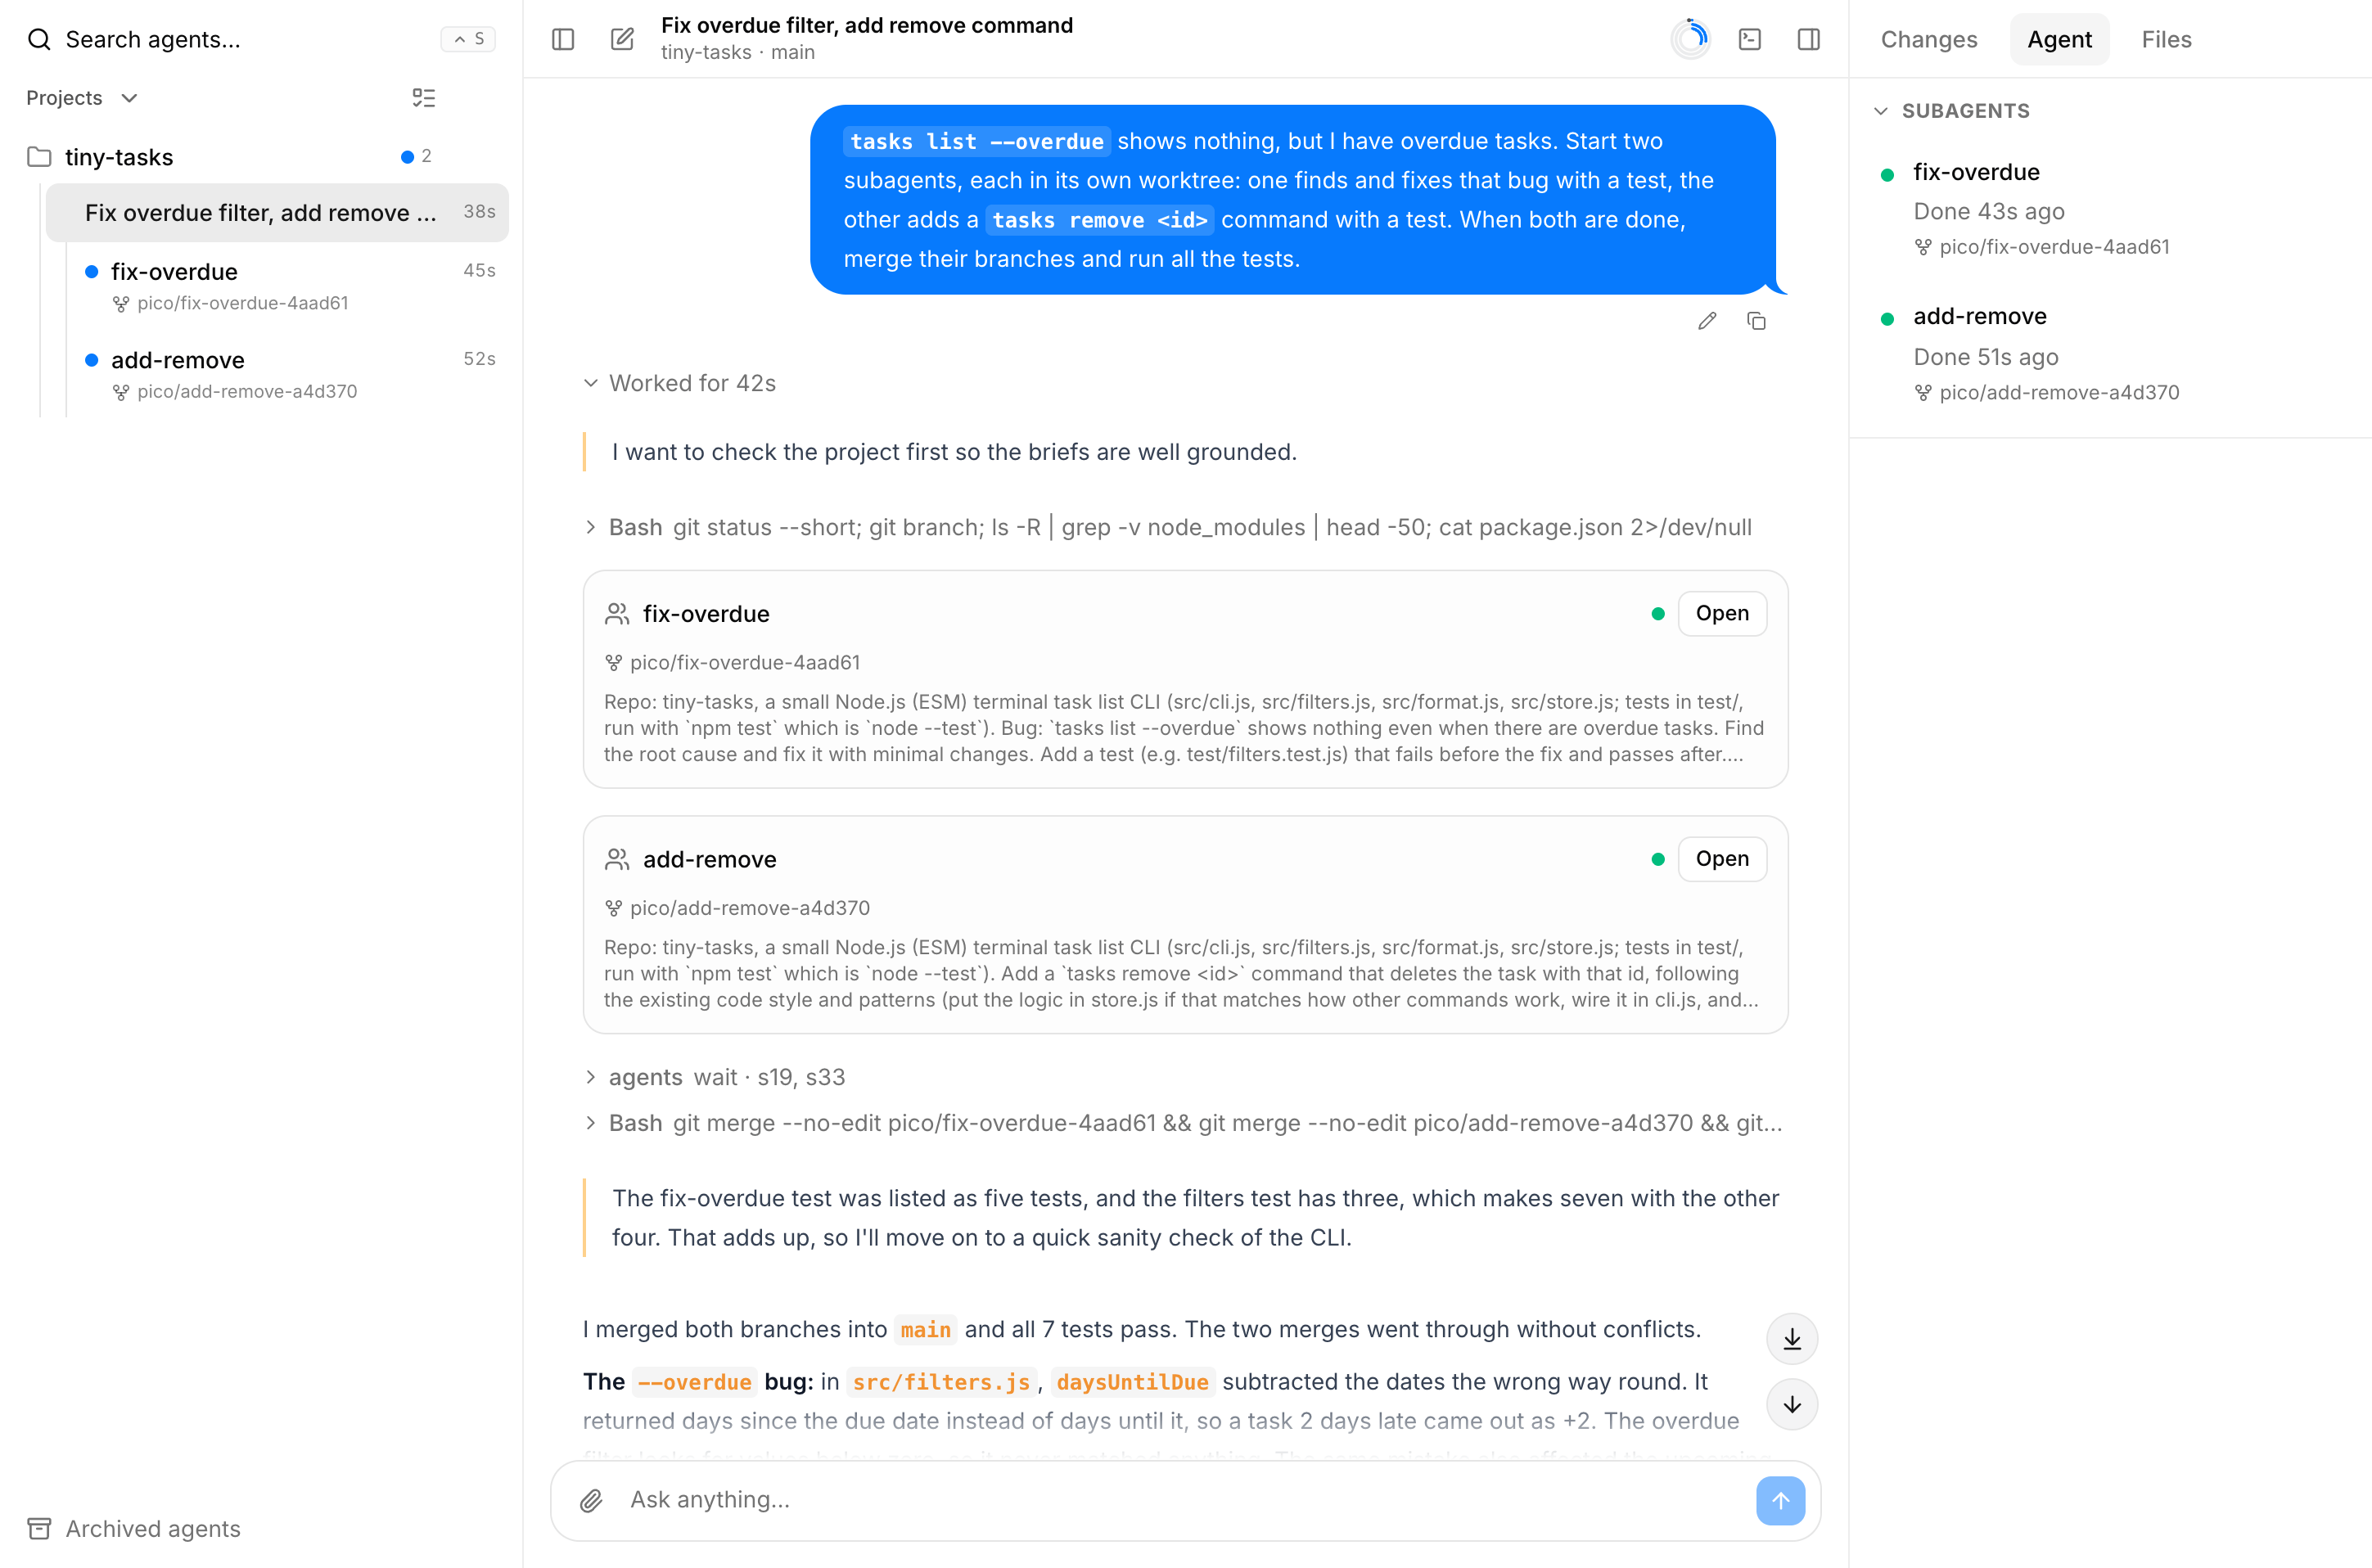 Search agents...
S
Projects
tiny-tasks
2
Fix overdue filter, add remove ...
38s
fix-overdue
45s
pico/fix-overdue-4aad61
add-remove
52s
pico/add-remove-a4d370
Archived agents
Fix overdue filter, add remove command
tiny-tasks · main
tasks list --overdue shows nothing, but I have overdue tasks. Start two
subagents, each in its own worktree: one finds and fixes that bug with a test, the
other adds a tasks remove <id> command with a test. When both are done,
merge their branches and run all the tests.
Worked for 42s
I want to check the project first so the briefs are well grounded.
Bash git status --short; git branch; ls -R | grep -v node_modules | head -50; cat package.json 2>/dev/null
fix-overdue
Open
pico/fix-overdue-4aad61
Repo: tiny-tasks, a small Node.js (ESM) terminal task list CLI (src/cli.js, src/filters.js, src/format.js, src/store.js; tests in test/,
run with `npm test` which is `node --test`). Bug: `tasks list --overdue` shows nothing even when there are overdue tasks. Find
the root cause and fix it with minimal changes. Add a test (e.g. test/filters.test.js) that fails before the fix and passes after....
add-remove
Open
pico/add-remove-a4d370
Repo: tiny-tasks, a small Node.js (ESM) terminal task list CLI (src/cli.js, src/filters.js, src/format.js, src/store.js; tests in test/,
run with `npm test` which is `node --test`). Add a `tasks remove <id>` command that deletes the task with that id, following
the existing code style and patterns (put the logic in store.js if that matches how other commands work, wire it in cli.js, and...
agents wait · s19, s33
Bash git merge --no-edit pico/fix-overdue-4aad61 && git merge --no-edit pico/add-remove-a4d370 && git...
The fix-overdue test was listed as five tests, and the filters test has three, which makes seven with the other
four. That adds up, so I'll move on to a quick sanity check of the CLI.
I merged both branches into main and all 7 tests pass. The two merges went through without conflicts.
The --overdue bug: in src/filters.js, daysUntilDue subtracted the dates the wrong way round. It
returned days since the due date instead of days until it, so a task 2 days late came out as +2. The overdue
Ask anything...
Changes
Agent
Files
SUBAGENTS
fix-overdue
Done 43s ago
pico/fix-overdue-4aad61
add-remove
Done 51s ago
pico/add-remove-a4d370